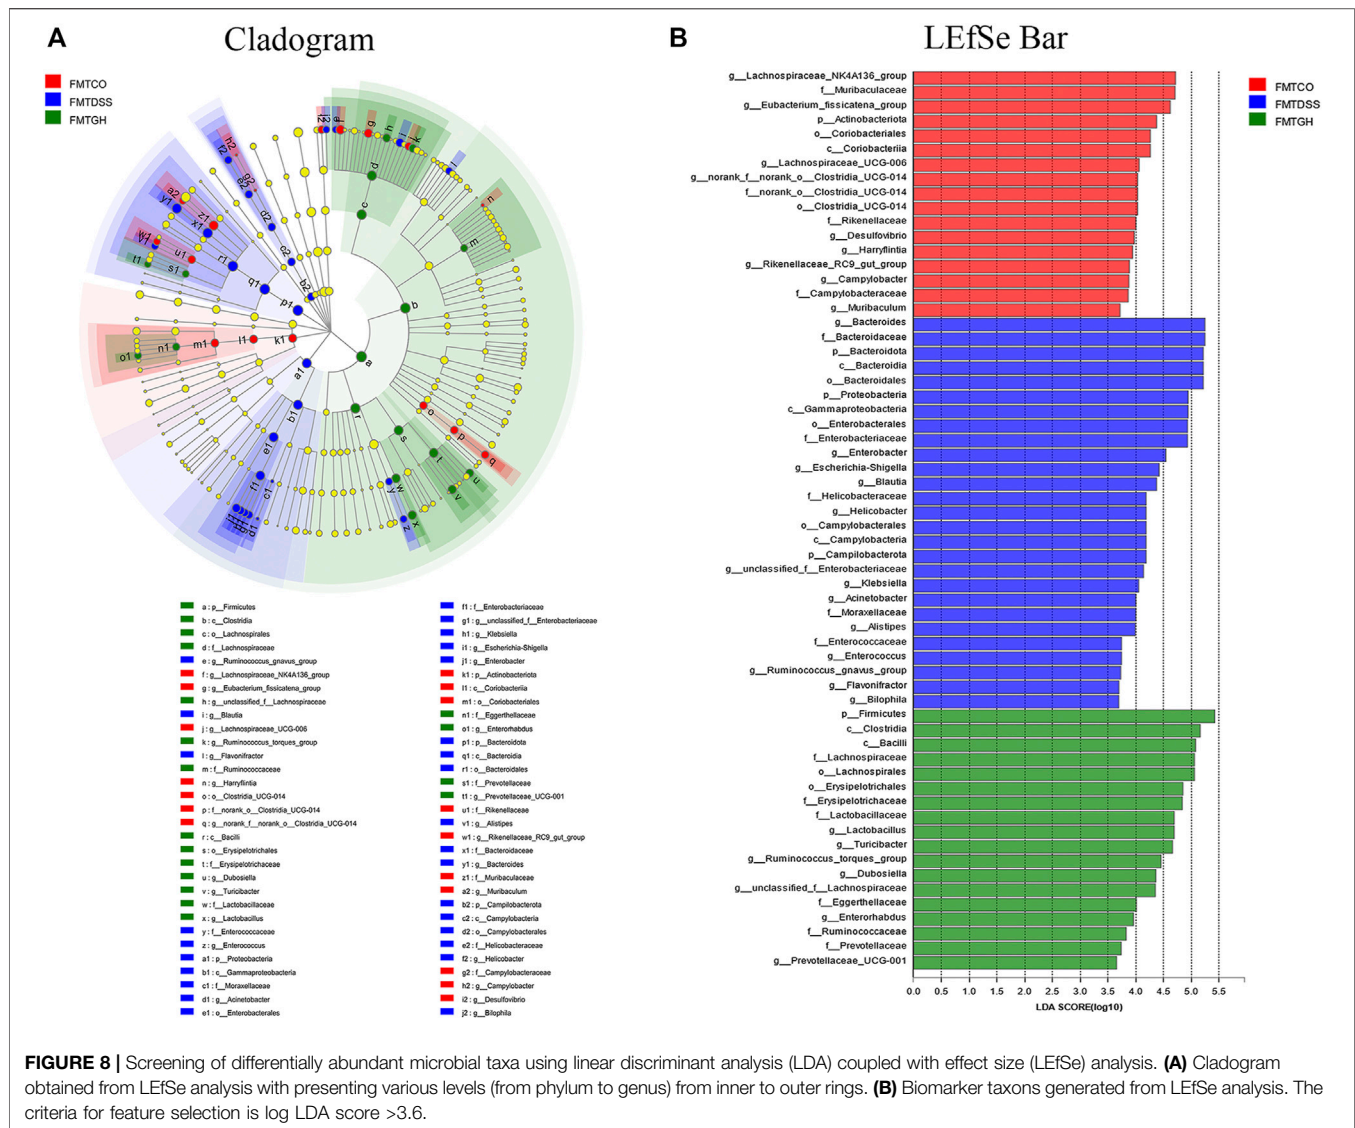 A
Cladogram
FMTCO
FMTDSS
FMTGH
a : p__Firmicutes
b : c__Clostridia
c : o__Lachnospirales
d : f__Lachnospiraceae
e : g__Ruminococcus_gnavus_group
f : g__Lachnospiraceae_NK4A136_group
g : g__Eubacterium_fissicatena_group
h : g__unclassified_f__Lachnospiraceae
i : g__Blautia
j : g__Lachnospiraceae_UCG-006
k : g__Ruminococcus_torques_group
l : g__Flavonifractor
m : f__Ruminococcaceae
n : g__Harryflintia
o : o__Clostridia_UCG-014
p : f__norank_o__Clostridia_UCG-014
q : g__norank_f__norank_o__Clostridia_UCG-014
r : c__Bacilli
s : o__Erysipelotrichales
t : f__Erysipelotrichaceae
u : g__Dubosiella
v : g__Turicibacter
w : f__Lactobacillaceae
x : g__Lactobacillus
y : f__Enterococcaceae
z : g__Enterococcus
a1 : p__Proteobacteria
b1 : c__Gammaproteobacteria
c1 : f__Moraxellaceae
d1 : g__Acinetobacter
e1 : o__Enterobacterales
f1 : f__Enterobacteriaceae
g1 : g__unclassified_f__Enterobacteriaceae
h1 : g__Klebsiella
i1 : g__Escherichia-Shigella
j1 : g__Enterobacter
k1 : p__Actinobacteriota
l1 : c__Coriobacteriia
m1 : o__Coriobacteriales
n1 : f__Eggerthellaceae
o1 : g__Enterorhabdus
p1 : p__Bacteroidota
q1 : c__Bacteroidia
r1 : o__Bacteroidales
s1 : f__Prevotellaceae
t1 : g__Prevotellaceae_UCG-001
u1 : f__Rikenellaceae
v1 : g__Alistipes
w1 : g__Rikenellaceae_RC9_gut_group
x1 : f__Bacteroidaceae
y1 : g__Bacteroides
z1 : f__Muribaculaceae
a2 : g__Muribaculum
b2 : p__Campilobacterota
c2 : c__Campylobacteria
d2 : o__Campylobacterales
e2 : f__Helicobacteraceae
f2 : g__Helicobacter
g2 : f__Campylobacteraceae
h2 : g__Campylobacter
i2 : g__Desulfovibrio
j2 : g__Bilophila
B
LEfSe Bar
FMTCO
FMTDSS
FMTGH
g__Lachnospiraceae_NK4A136_group
f__Muribaculaceae
g__Eubacterium_fissicatena_group
p__Actinobacteriota
o__Coriobacteriales
c__Coriobacteriia
g__Lachnospiraceae_UCG-006
g__norank_f__norank_o__Clostridia_UCG-014
f__norank_o__Clostridia_UCG-014
o__Clostridia_UCG-014
f__Rikenellaceae
g__Desulfovibrio
g__Harryflintia
g__Rikenellaceae_RC9_gut_group
g__Campylobacter
f__Campylobacteraceae
g__Muribaculum
g__Bacteroides
f__Bacteroidaceae
p__Bacteroidota
c__Bacteroidia
o__Bacteroidales
p__Proteobacteria
c__Gammaproteobacteria
o__Enterobacterales
f__Enterobacteriaceae
g__Enterobacter
g__Escherichia-Shigella
g__Blautia
f__Helicobacteraceae
g__Helicobacter
o__Campylobacterales
c__Campylobacteria
p__Campilobacterota
g__unclassified_f__Enterobacteriaceae
g__Klebsiella
g__Acinetobacter
f__Moraxellaceae
g__Alistipes
f__Enterococcaceae
g__Enterococcus
g__Ruminococcus_gnavus_group
g__Flavonifractor
g__Bilophila
p__Firmicutes
c__Clostridia
c__Bacilli
f__Lachnospiraceae
o__Lachnospirales
o__Erysipelotrichales
f__Erysipelotrichaceae
f__Lactobacillaceae
g__Lactobacillus
g__Turicibacter
g__Ruminococcus_torques_group
g__Dubosiella
g__unclassified_f__Lachnospiraceae
f__Eggerthellaceae
g__Enterorhabdus
f__Ruminococcaceae
f__Prevotellaceae
g__Prevotellaceae_UCG-001
0.0 0.5 1.0 1.5 2.0 2.5 3.0 3.5 4.0 4.5 5.0 5.5
LDA SCORE(log10)
FIGURE 8 | Screening of differentially abundant microbial taxa using linear discriminant analysis (LDA) coupled with effect size (LEfSe) analysis. (A) Cladogram
obtained from LEfSe analysis with presenting various levels (from phylum to genus) from inner to outer rings. (B) Biomarker taxons generated from LEfSe analysis. The
criteria for feature selection is log LDA score >3.6.